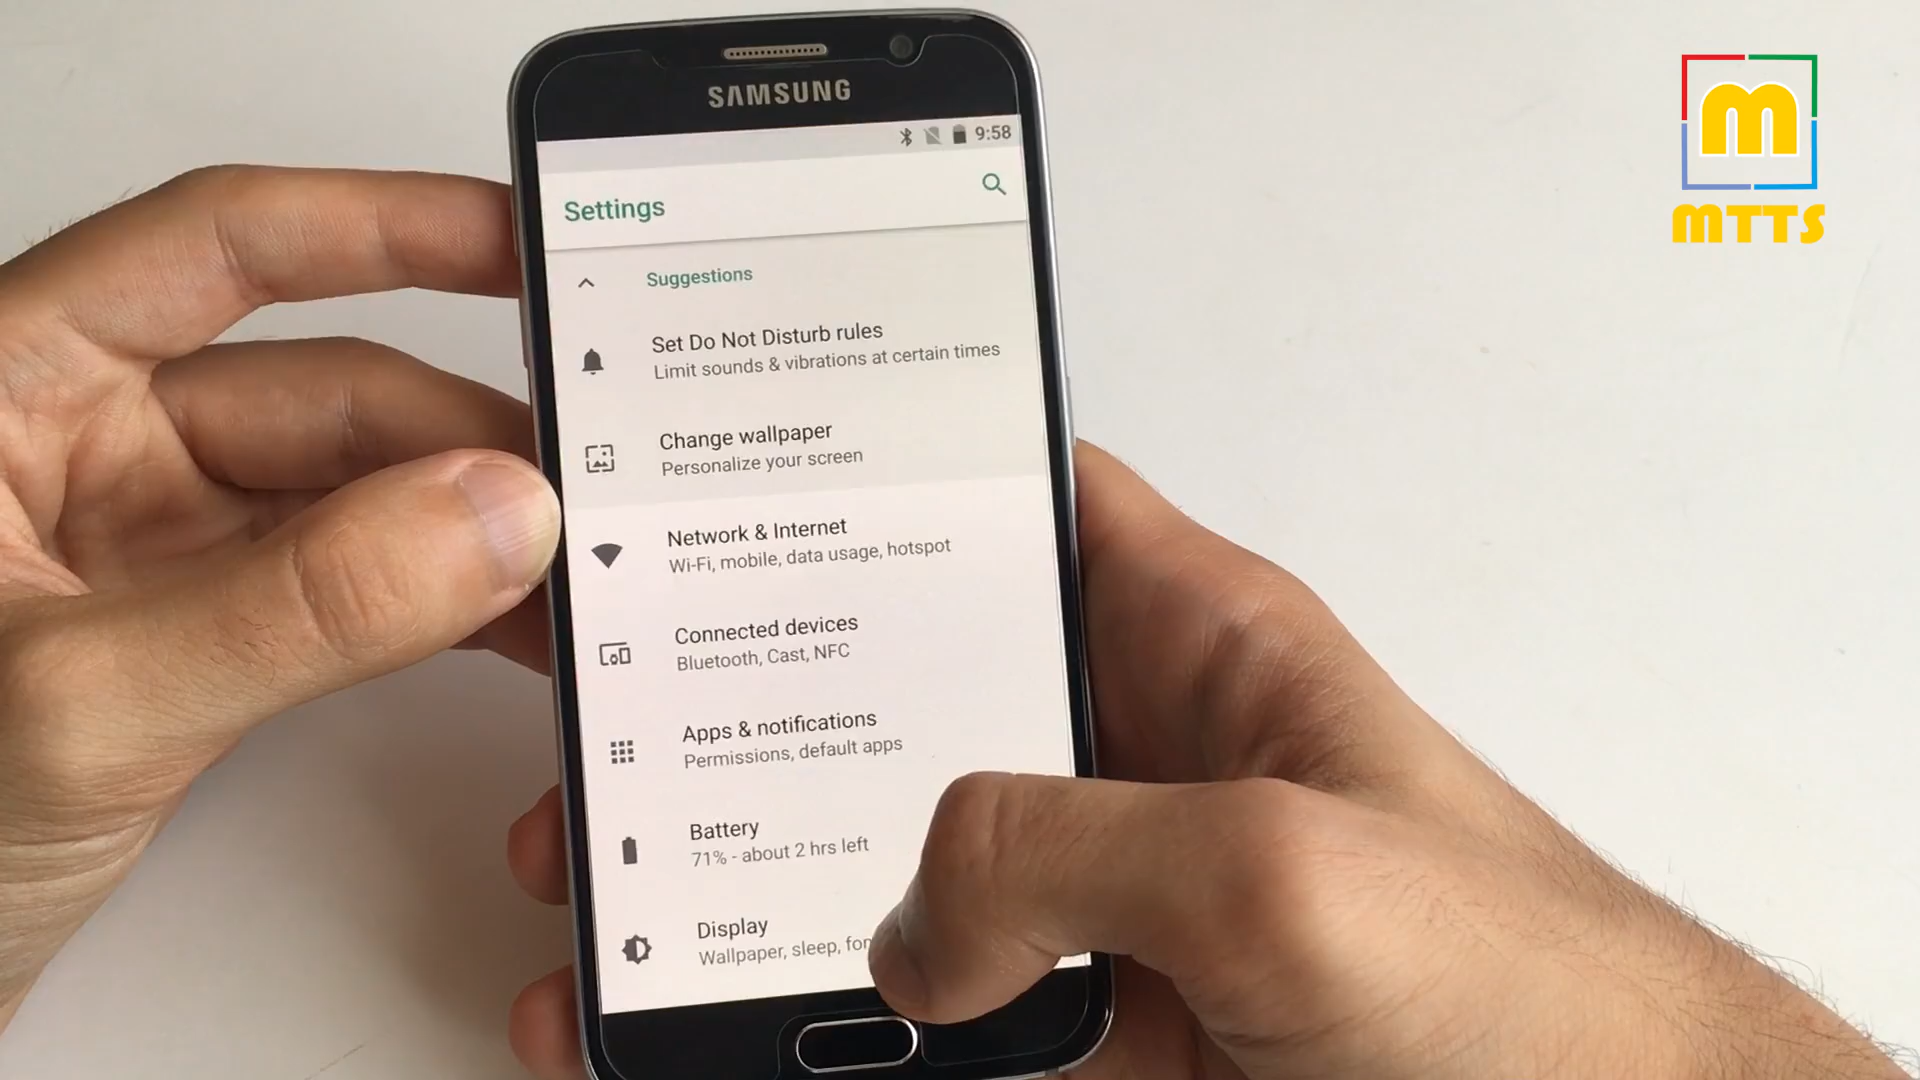 SAMSUNG
9:58
Settings
Suggestions
Set Do Not Disturb rules
Limit sounds & vibrations at certain times
Change wallpaper
Personalize your screen
Network & Internet
Wi-Fi, mobile, data usage, hotspot
Connected devices
Bluetooth, Cast, NFC
Apps & notifications
Permissions, default apps
Battery
71% - about 2 hrs left
Display
Wallpaper, sleep,
M
MTTS